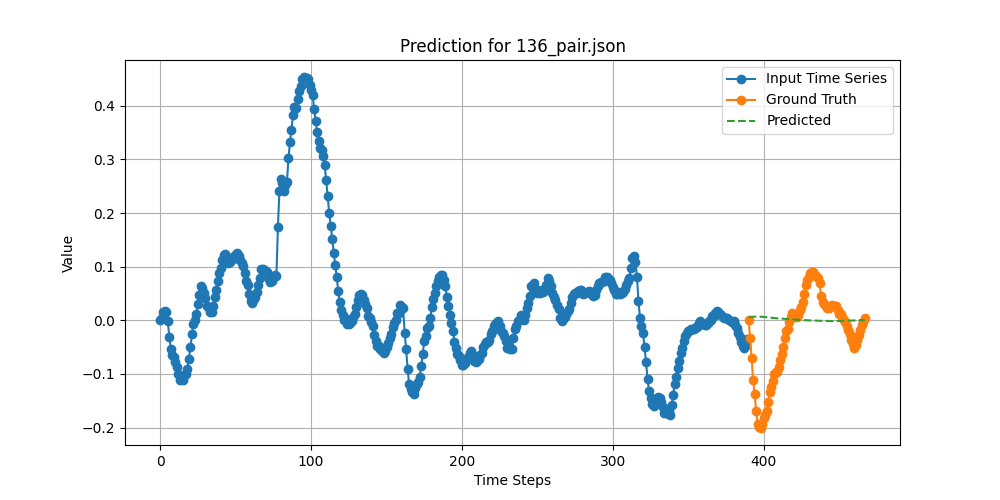 Prediction for 136_pair.json
Input Time Series
Ground Truth
Predicted
Value
0.4
0.3
0.2
0.1
0.0
−0.1
−0.2
0
100
200
300
400
Time Steps